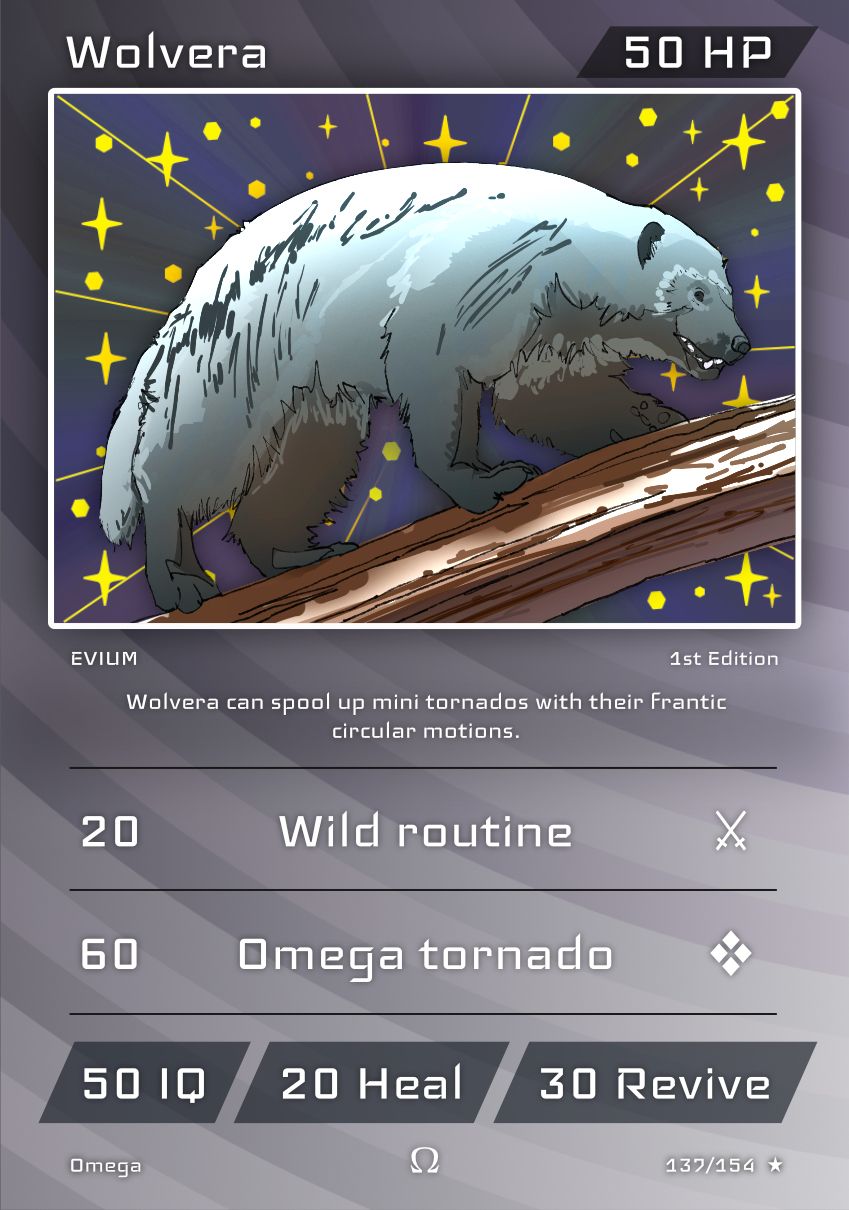 Wolvera
50 HP
EVIUM
1st Edition
Wolvera can spool up mini tornados with their frantic
circular motions.
20 Wild routine
60 Omega tornado
50 IQ
20 Heal
30 Revive
Omega
Ω
137/154 ★